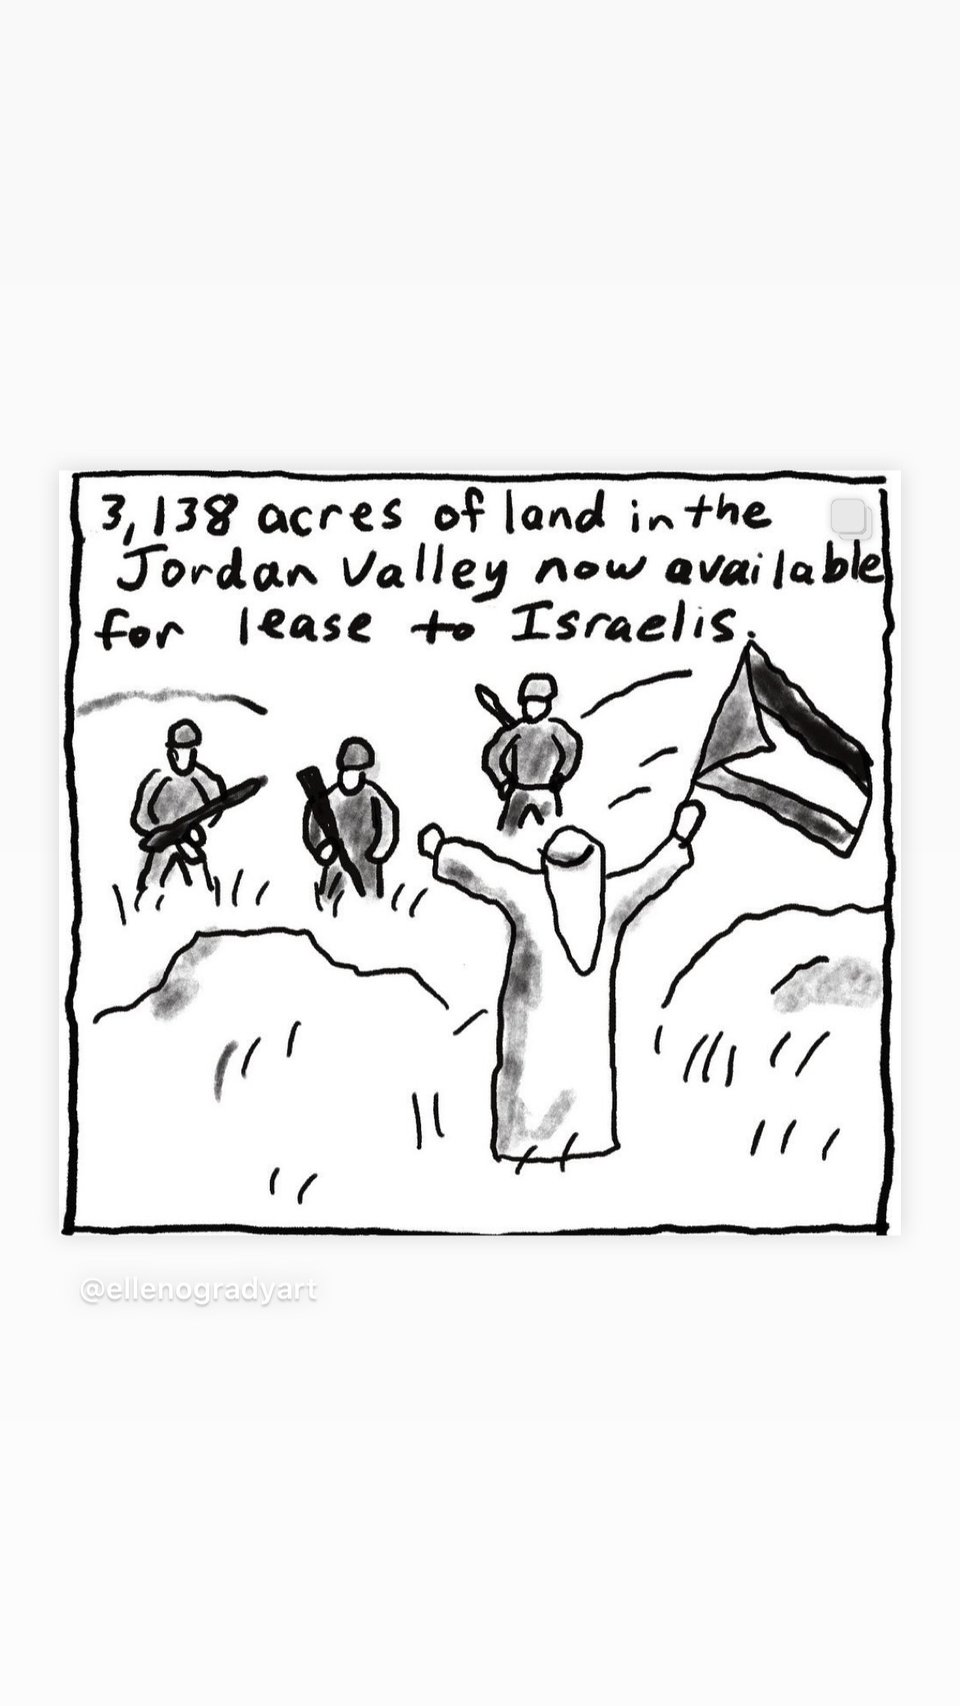 3,138 acres of land in the
Jordan Valley now available
for lease to Israelis.
@ellenogradyart